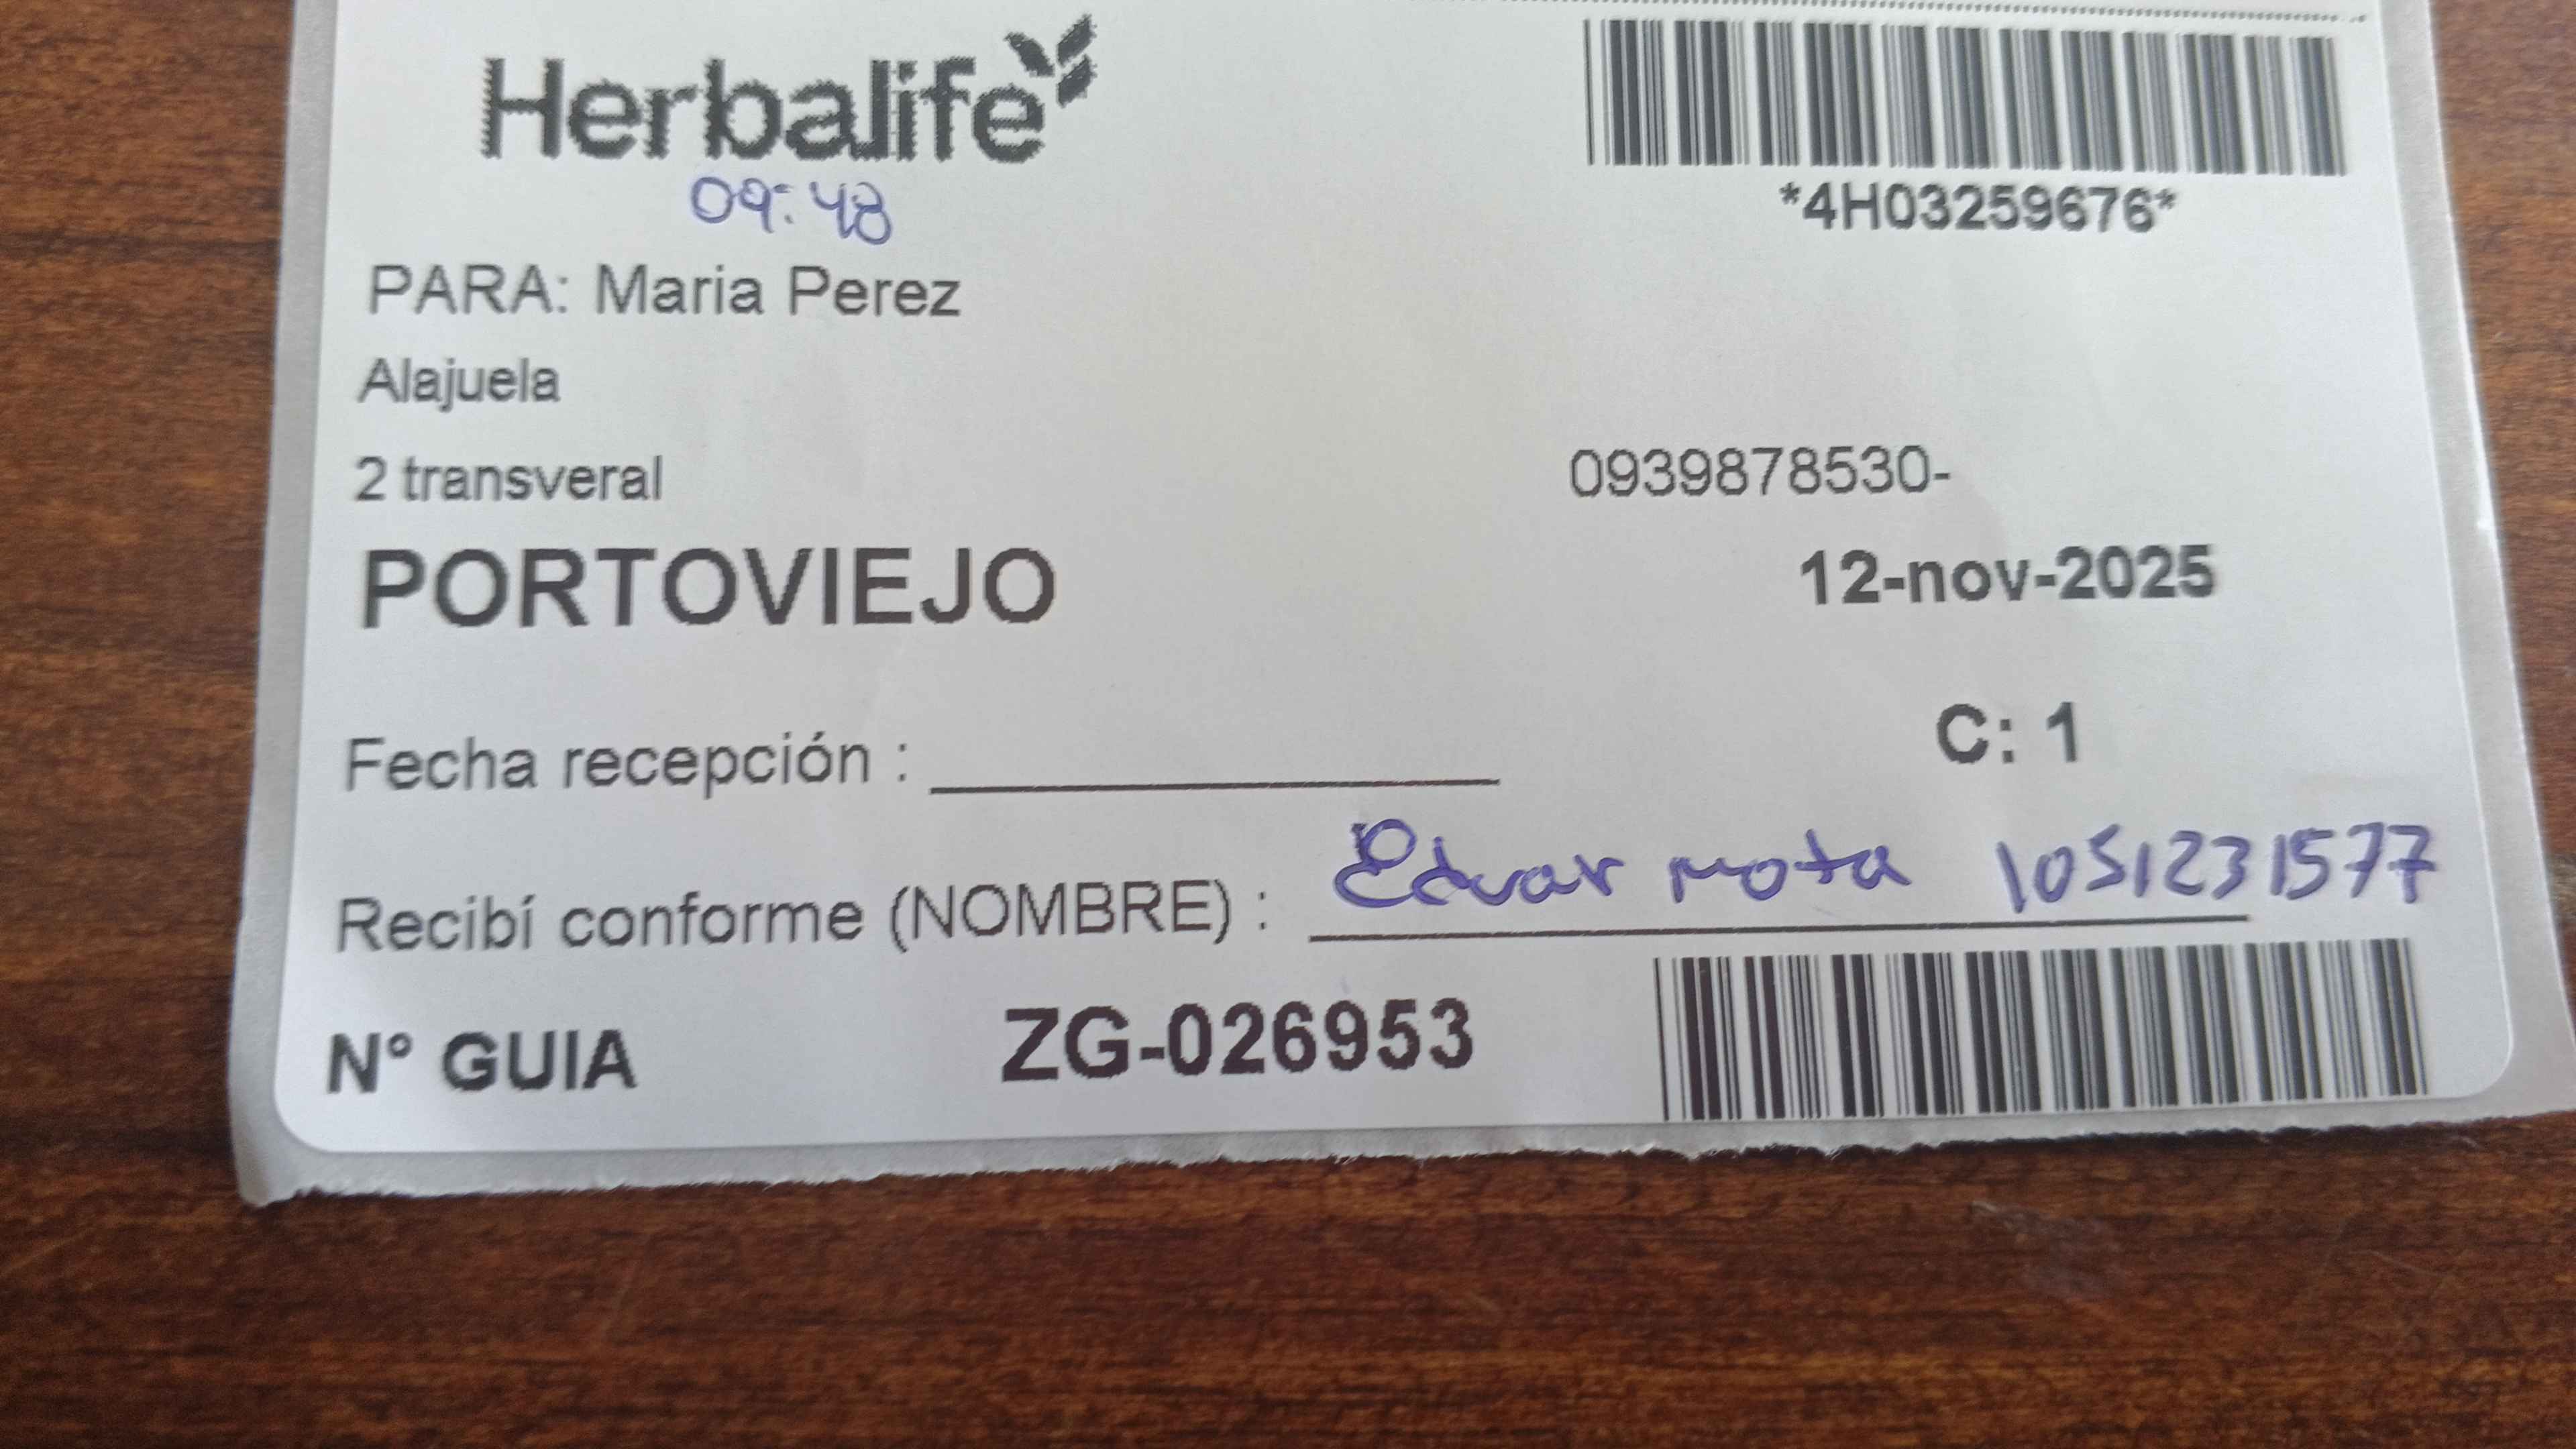 Herbalife
*4H03259676*
09:48
PARA: Maria Perez
Alajuela
2 transveral
0939878530-
PORTOVIEJO
12-nov-2025
C: 1
Fecha recepción :
Recibí conforme (NOMBRE) : Eduar mota 1051231577
N° GUIA ZG-026953